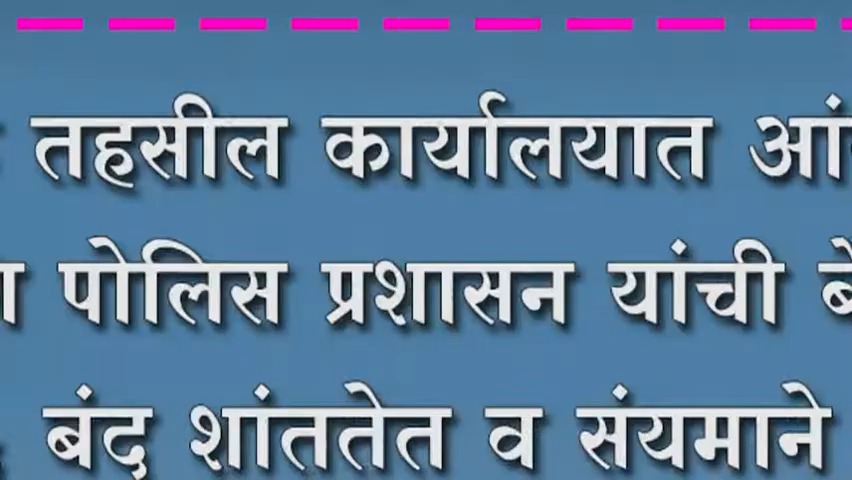 तहसील कार्यालयात
पोलिस प्रशासन यांची
बंद शांततेत व संयमाने